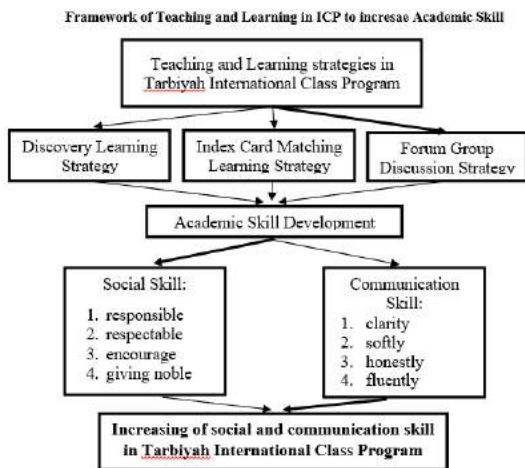 Framework of Teaching and Learning in ICP to incresae Academic Skill
Teaching and Learning strategies in
Tarbiyah International Class Program
Discovery Learning
Strategy
Index Card Matching
Learning Strategy
Forum Group
Discussion Strategy
Academic Skill Development
Social Skill:
1. responsible
2. respectable
3. encourage
4. giving noble
Communication
Skill:
1. clarity
2. softly
3. honestly
4. fluently
Increasing of social and communication skill
in Tarbiyah International Class Program